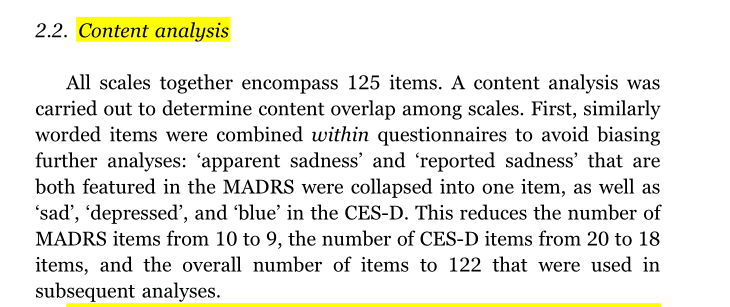 2.2. Content analysis
All scales together encompass 125 items. A content analysis was
carried out to determine content overlap among scales. First, similarly
worded items were combined within questionnaires to avoid biasing
further analyses: ‘apparent sadness’ and ‘reported sadness’ that are
both featured in the MADRS were collapsed into one item, as well as
‘sad’, ‘depressed’, and ‘blue’ in the CES-D. This reduces the number of
MADRS items from 10 to 9, the number of CES-D items from 20 to 18
items, and the overall number of items to 122 that were used in
subsequent analyses.